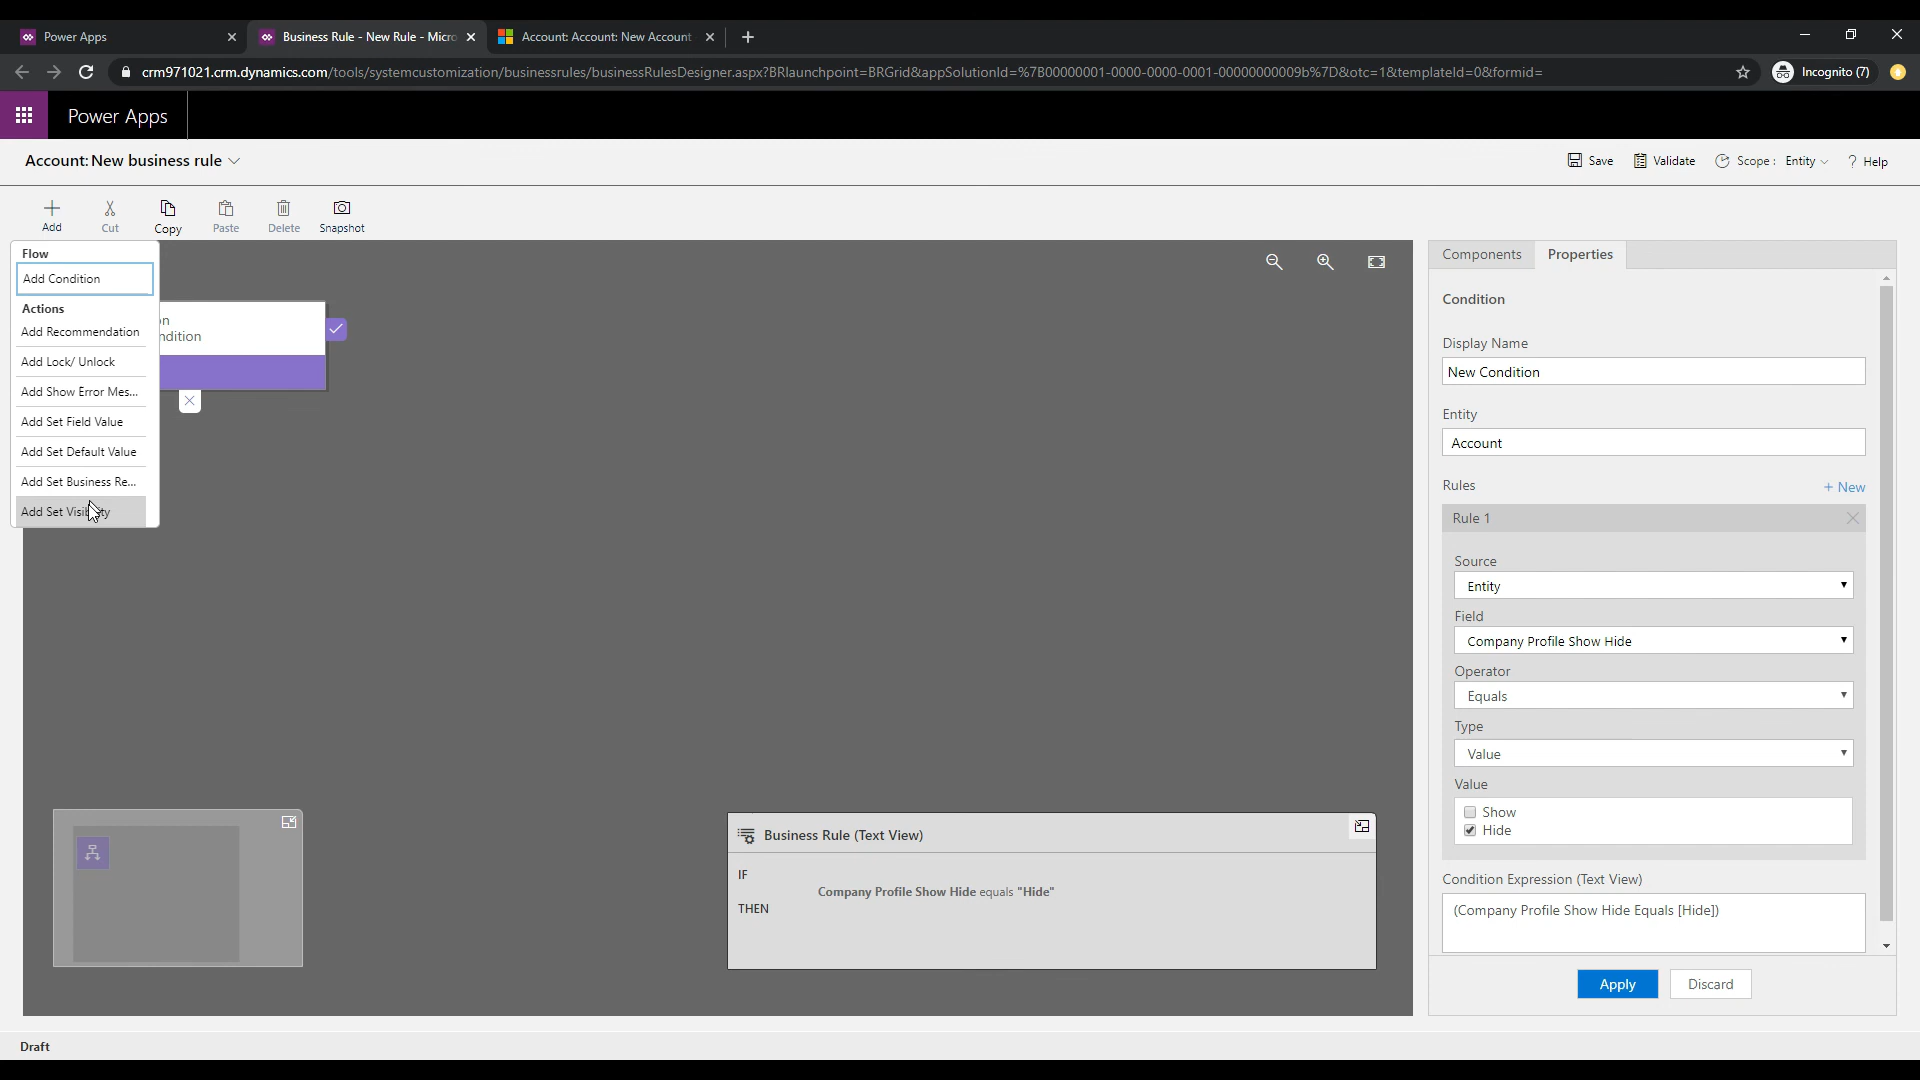 Power Apps
Business Rule - New Rule - Micro
Account: Account: New Account
crm971021.crm.dynamics.com/tools/systemcustomization/businessrules/businessRulesDesigner.aspx?BRlaunchpoint=BRGrid&appSolutionId=%7B00000001-0000-0000-0001-00000000009b%7D&otc=1&templateId=0&formid=
Incognito (7)
Power Apps
Account: New business rule
Save
Validate
Scope :
Entity
? Help
Add
Cut
Copy
Paste
Delete
Snapshot
Flow
Add Condition
Actions
Add Recommendation
Add Lock/ Unlock
Add Show Error Mes...
Add Set Field Value
Add Set Default Value
Add Set Business Re...
Add Set Visibility
n
ndition
Components
Properties
Condition
Display Name
New Condition
Entity
Account
Rules
+ New
Rule 1
Source
Entity
Field
Company Profile Show Hide
Operator
Equals
Type
Value
Value
Show
Hide
Condition Expression (Text View)
(Company Profile Show Hide Equals [Hide])
Apply
Discard
Business Rule (Text View)
IF
Company Profile Show Hide equals "Hide"
THEN
Draft